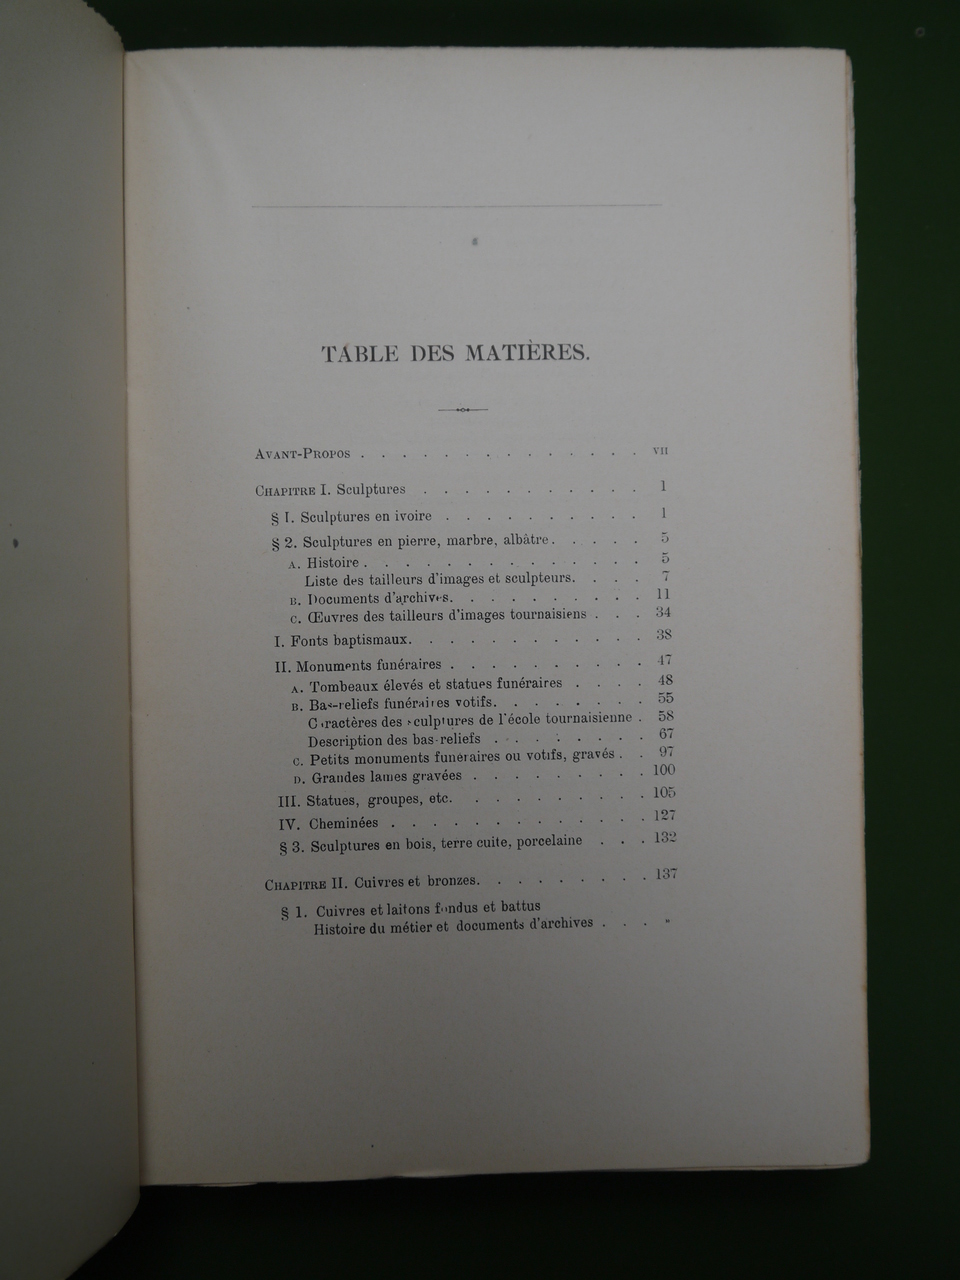 TABLE DES MATIÈRES.
AVANT-PROPOS . . . . . . . . . . . . . . VII
CHAPITRE I. Sculptures . . . . . . . . . . . 1
§ I. Sculptures en ivoire . . . . . . . . . . 1
§ 2. Sculptures en pierre, marbre, albâtre. . . . . . 5
A. Histoire . . . . . . . . . . . . . . 5
Liste des tailleurs d'images et sculpteurs. . . . 7
B. Documents d'archives. . . . . . . . . . 11
C. Œuvres des tailleurs d'images tournaisiens . . . 34
I. Fonts baptismaux. . . . . . . . . . . . 38
II. Monuments funéraires . . . . . . . . . . 47
A. Tombeaux élevés et statues funéraires . . . . 48
B. Bas-reliefs funéraires votifs. . . . . . . . 55
Caractères des sculptures de l'école tournaisienne . 58
Description des bas-reliefs . . . . . . . . 67
C. Petits monuments funéraires ou votifs, gravés . . 97
D. Grandes lames gravées . . . . . . . . . 100
III. Statues, groupes, etc. . . . . . . . . . 105
IV. Cheminées . . . . . . . . . . . . . 127
§ 3. Sculptures en bois, terre cuite, porcelaine . . . 132
CHAPITRE II. Cuivres et bronzes. . . . . . . . . 137
§ 1. Cuivres et laitons fondus et battus
Histoire du métier et documents d'archives . . . "